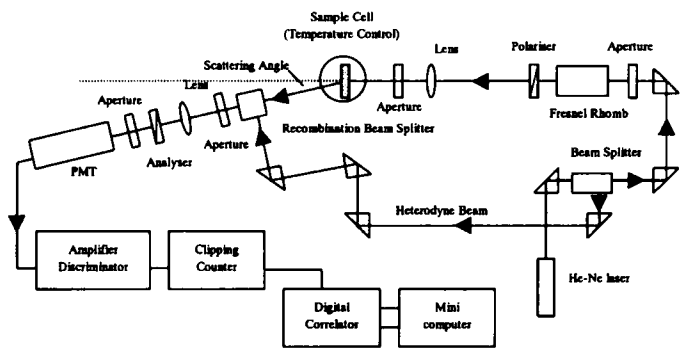 Sample Cell
(Temperature Control)
Scattering Angle
Lens
Polariser
Aperture
Aperture
Lens
Aperture
Fresnel Rhomb
Recombination Beam Splitter
Aperture
Analyser
PMT
Beam Splitter
Heterodyne Beam
He-Ne laser
Amplifier
Discriminator
Clipping
Counter
Digital
Correlator
Mini
computer